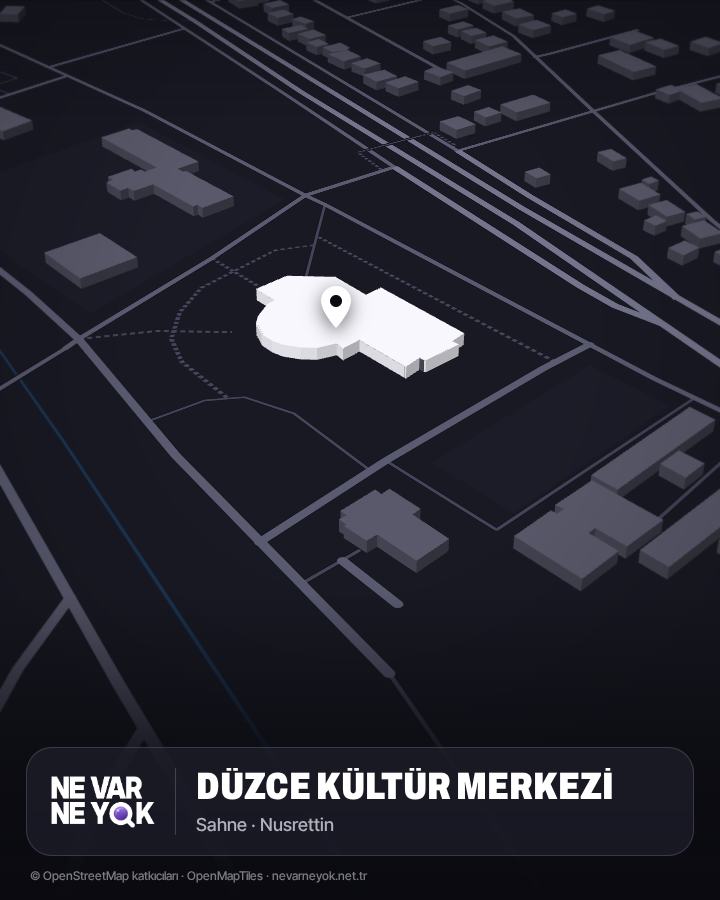 NE VAR
NE YOK
DÜZCE KÜLTÜR MERKEZİ
Sahne · Nusrettin
© OpenStreetMap katkıcıları · OpenMapTiles · nevarneyok.net.tr